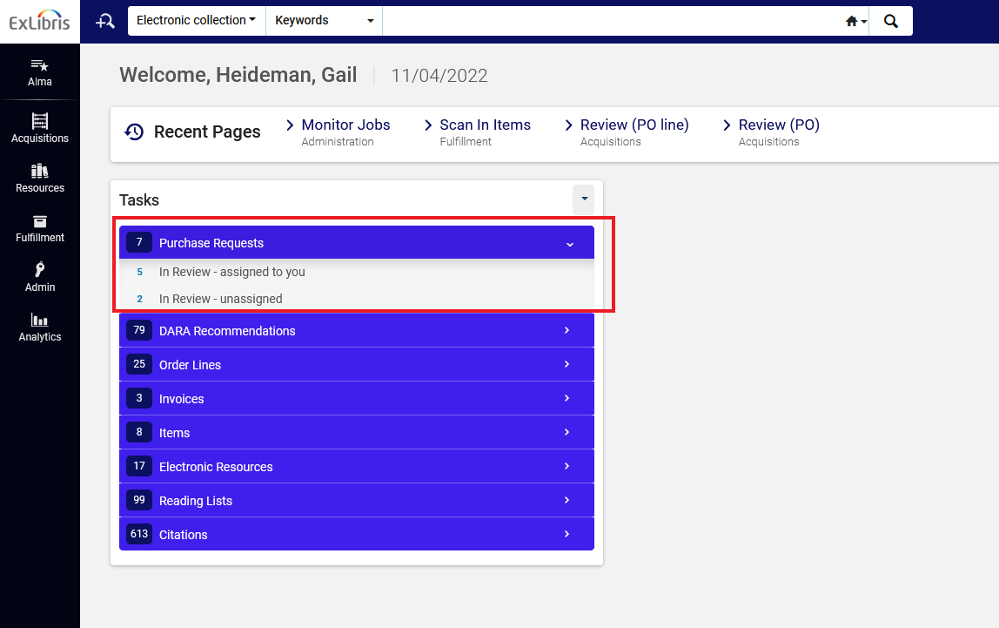 ExLibris
Electronic collection
Keywords
Alma
Acquisitions
Resources
Fulfillment
Admin
Analytics
Welcome, Heideman, Gail 11/04/2022
Recent Pages
Monitor Jobs
Administration
Scan In Items
Fulfillment
Review (PO line)
Acquisitions
Review (PO)
Acquisitions
Tasks
7 Purchase Requests
5 In Review - assigned to you
2 In Review - unassigned
79 DARA Recommendations
25 Order Lines
3 Invoices
8 Items
17 Electronic Resources
99 Reading Lists
613 Citations